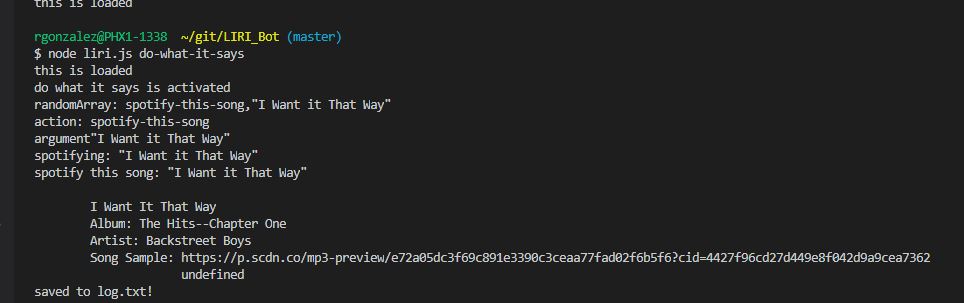 this is loaded
rgonzalez@PHX1-1338 ~/git/LIRI_Bot (master)
$ node liri.js do-what-it-says
this is loaded
do what it says is activated
randomArray: spotify-this-song,"I Want it That Way"
action: spotify-this-song
argument"I Want it That Way"
spotifying: "I Want it That Way"
spotify this song: "I Want it That Way"
I Want It That Way
Album: The Hits--Chapter One
Artist: Backstreet Boys
Song Sample: https://p.scdn.co/mp3-preview/e72a05dc3f69c891e3390c3ceaa77fad02f6b5f6?cid=4427f96cd27d449e8f042d9a9cea7362
undefined
saved to log.txt!